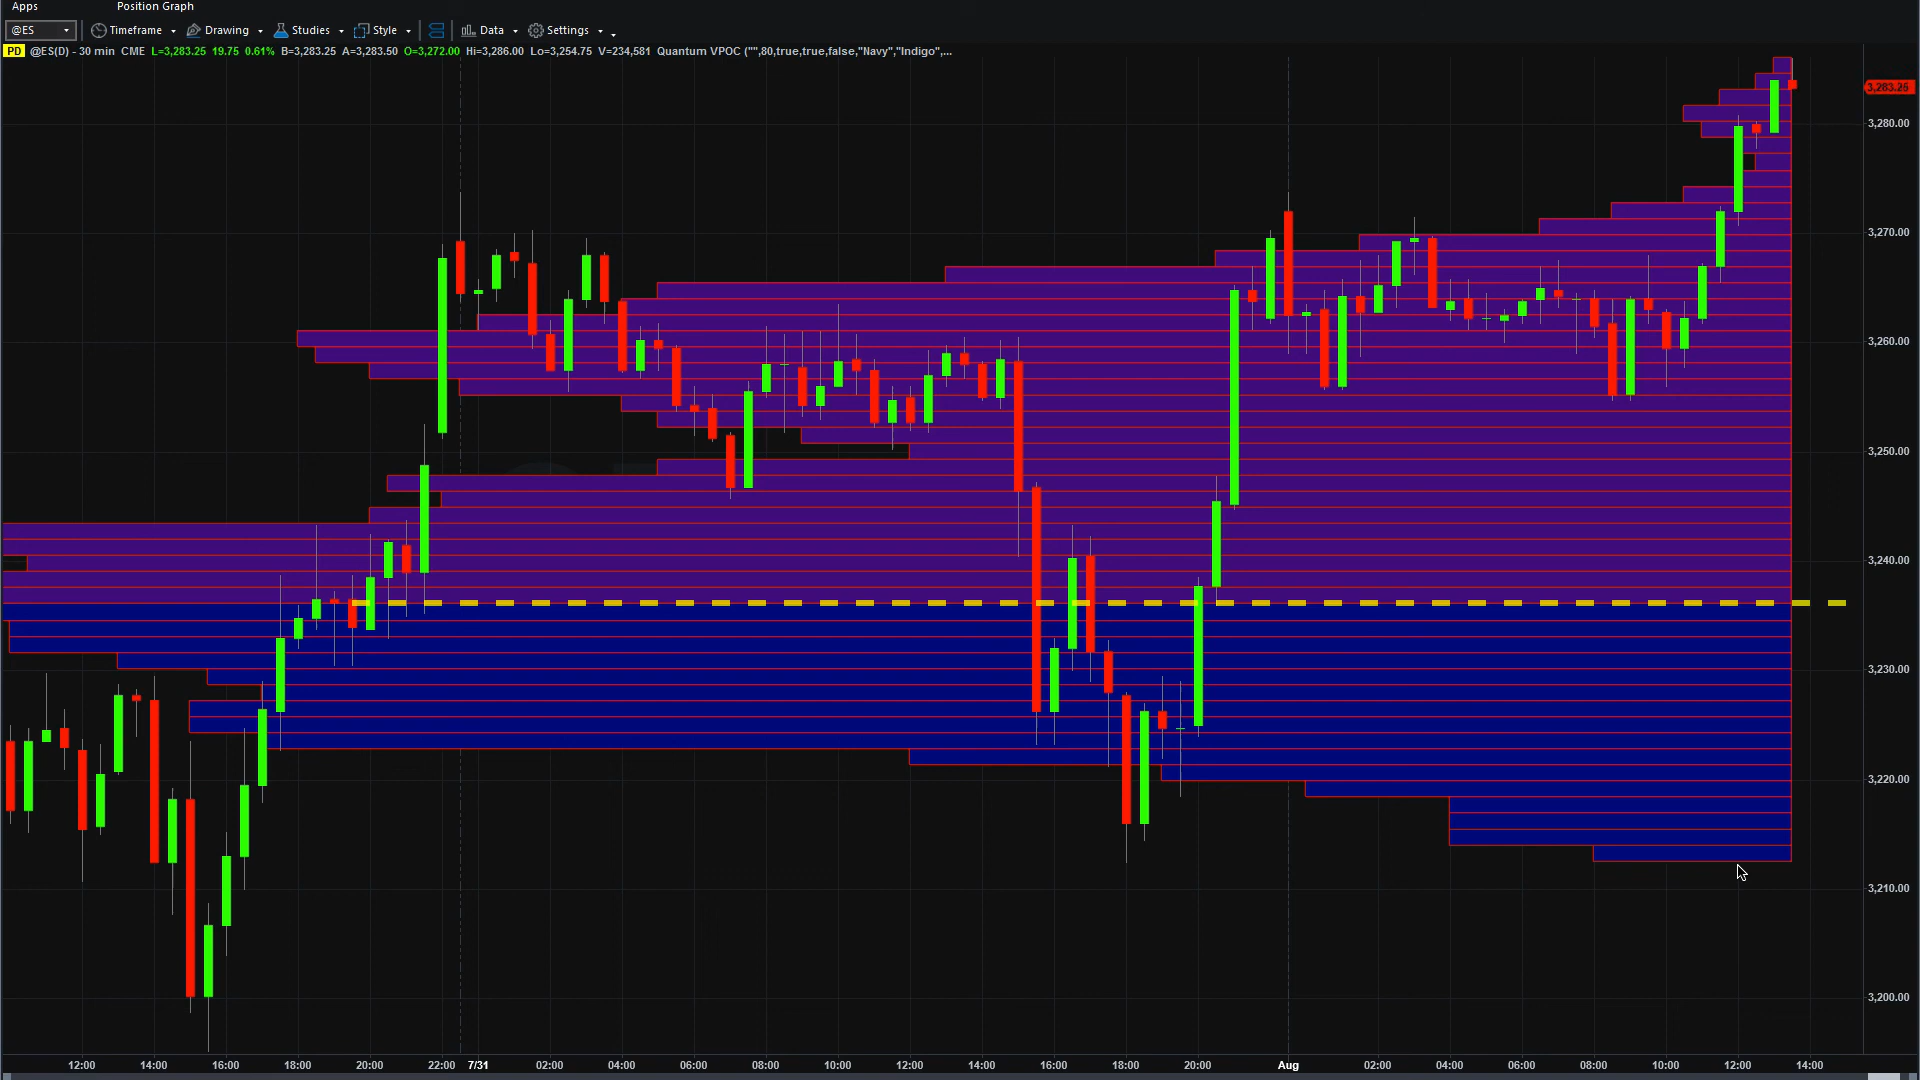 Apps Position Graph
@ES Timeframe Drawing Studies Style Data Settings
PD @ES(D) - 30 min CME L=3,283.25 19.75 0.61% B=3,283.25 A=3,283.50 O=3,272.00 Hi=3,286.00 Lo=3,254.75 V=234,581 Quantum VPOC ("",80,true,true,false,"Navy","Indigo",...
3,283.25
3,280.00
3,270.00
3,260.00
3,250.00
3,240.00
3,230.00
3,220.00
3,210.00
3,200.00
12:00 14:00 16:00 18:00 20:00 22:00 7/31 02:00 04:00 06:00 08:00 10:00 12:00 14:00 16:00 18:00 20:00 Aug 02:00 04:00 06:00 08:00 10:00 12:00 14:00